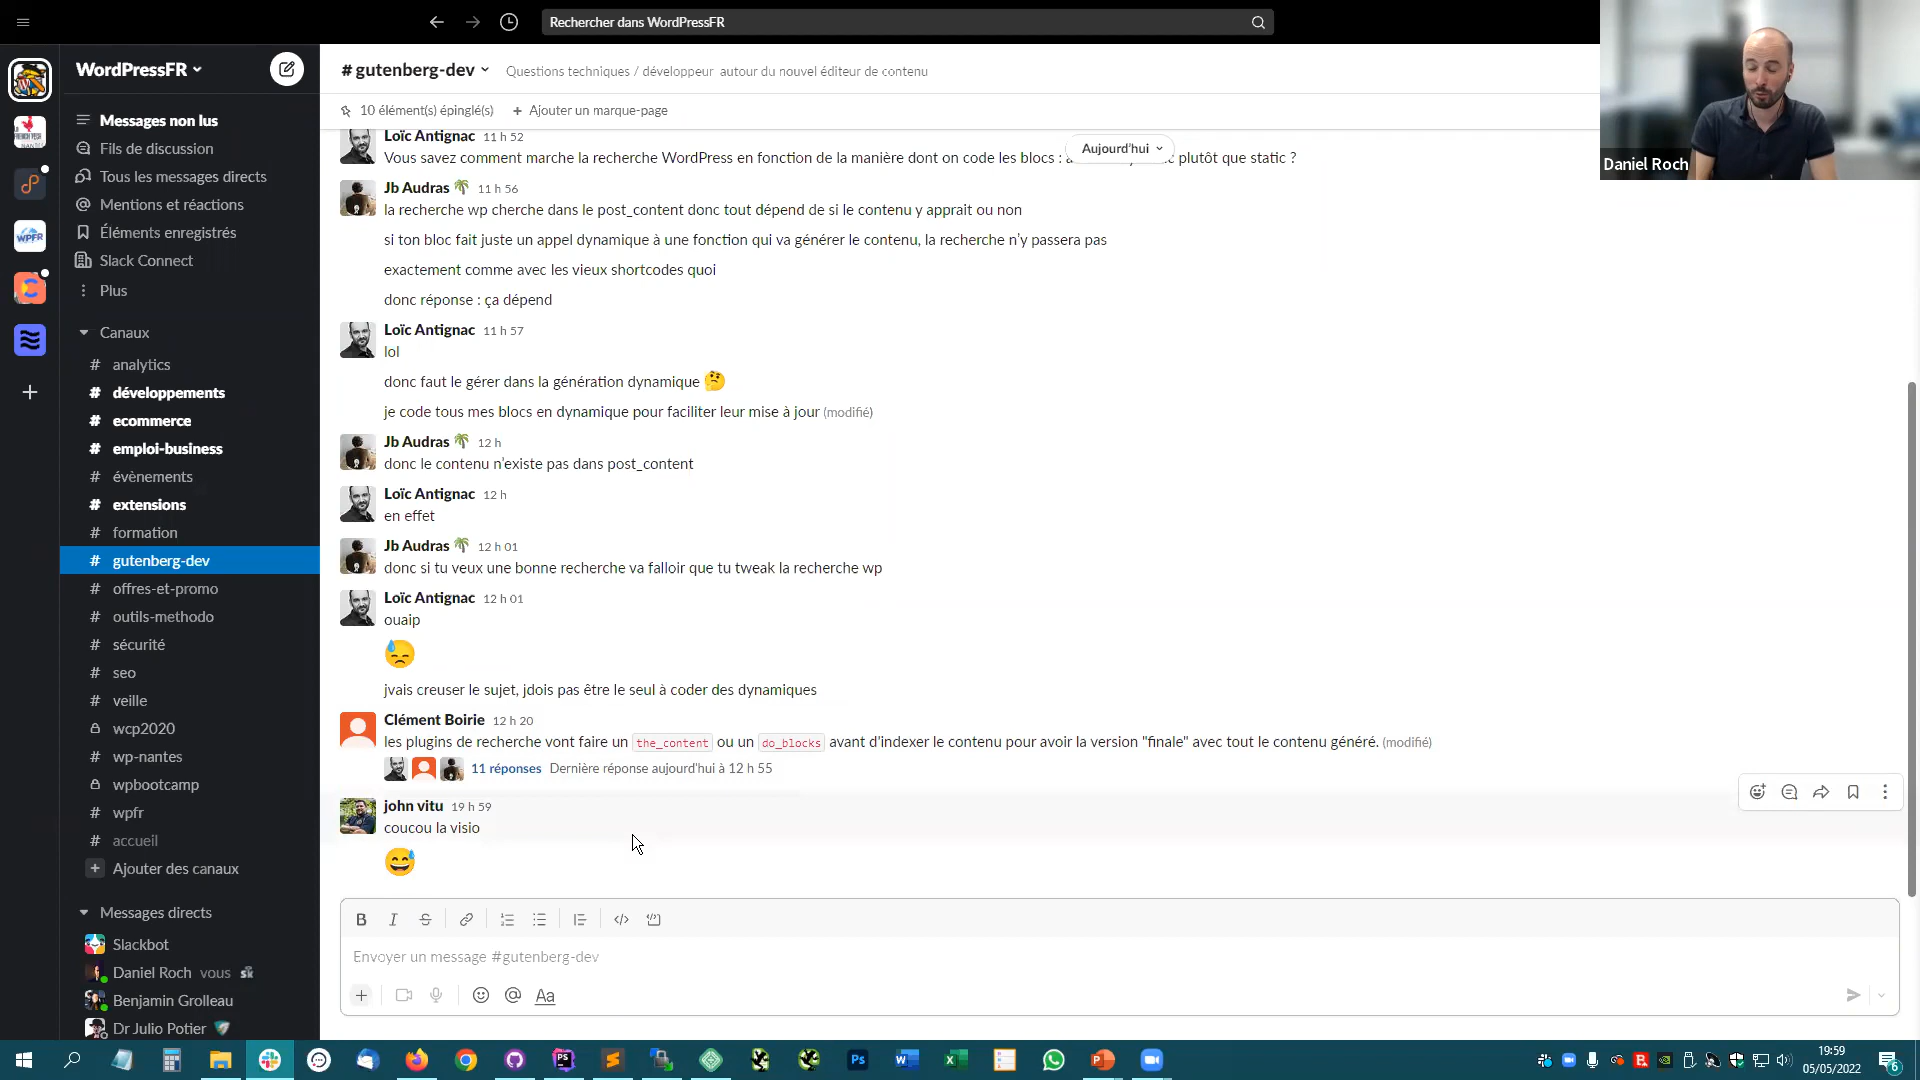 Rechercher dans WordPressFR
Daniel Roch
WordPressFR
Messages non lus
Fils de discussion
Tous les messages directs
Mentions et réactions
Éléments enregistrés
Slack Connect
Plus
Canaux
# analytics
# développements
# ecommerce
# emploi-business
# évènements
# extensions
# formation
# gutenberg-dev
# offres-et-promo
# outils-methodo
# sécurité
# seo
# veille
wcp2020
# wp-nantes
wpbootcamp
# wpfr
# accueil
+ Ajouter des canaux
Messages directs
Slackbot
Daniel Roch vous
Benjamin Grolleau
Dr Julio Potier
# gutenberg-dev
Questions techniques / développeur autour du nouvel éditeur de contenu
10 élément(s) épinglé(s)
+ Ajouter un marque-page
Aujourd'hui
Loïc Antignac 11 h 52
Vous savez comment marche la recherche WordPress en fonction de la manière dont on code les blocs : plutôt que static ?
Jb Audras 11 h 56
la recherche wp cherche dans le post_content donc tout dépend de si le contenu y apprait ou non
si ton bloc fait juste un appel dynamique à une fonction qui va générer le contenu, la recherche n'y passera pas
exactement comme avec les vieux shortcodes quoi
donc réponse : ça dépend
Loïc Antignac 11 h 57
lol
donc faut le gérer dans la génération dynamique 🤔
je code tous mes blocs en dynamique pour faciliter leur mise à jour (modifié)
Jb Audras 12 h
donc le contenu n'existe pas dans post_content
Loïc Antignac 12 h
en effet
Jb Audras 12 h 01
donc si tu veux une bonne recherche va falloir que tu tweak la recherche wp
Loïc Antignac 12 h 01
ouaip
😓
jvais creuser le sujet, jdois pas être le seul à coder des dynamiques
Clément Boirie 12 h 20
les plugins de recherche vont faire un the_content ou un do_blocks avant d'indexer le contenu pour avoir la version "finale" avec tout le contenu généré. (modifié)
11 réponses Dernière réponse aujourd'hui à 12 h 55
john vitu 19 h 59
coucou la visio
😅
Envoyer un message #gutenberg-dev
Aa
19:59
05/05/2022
6